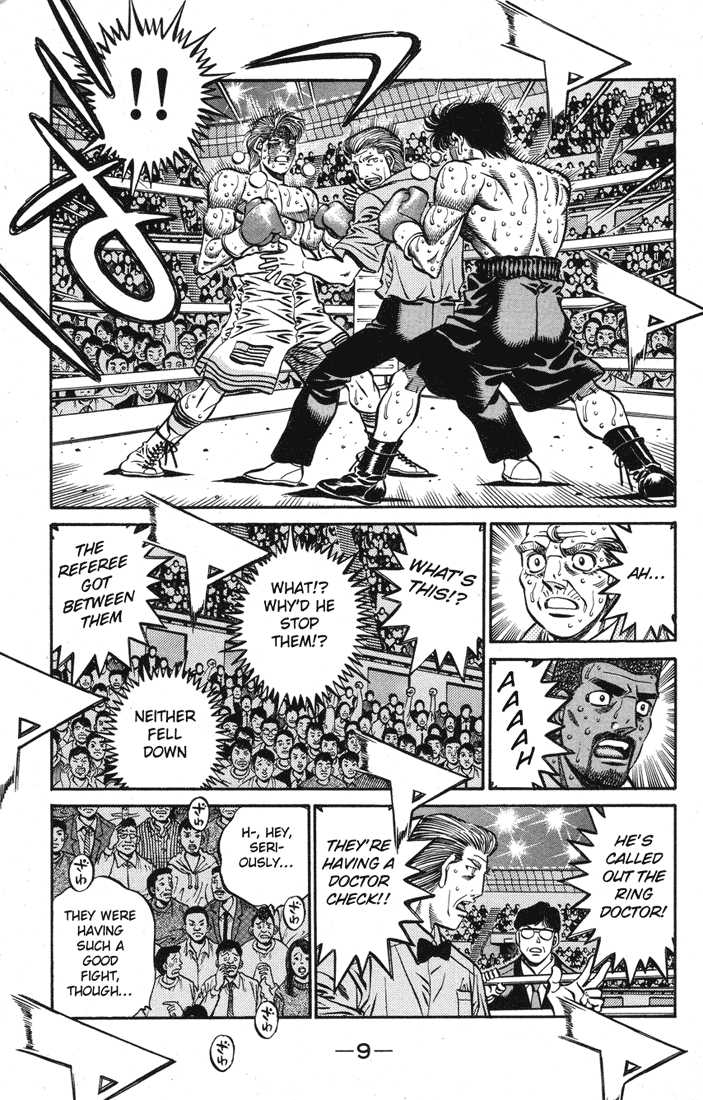 !!
AH...
WHAT'S
THIS!?
WHAT!?
WHY'D HE
STOP
THEM!?
THE
REFEREE
GOT
BETWEEN
THEM
NEITHER
FELL
DOWN
AAAAH
HE'S
CALLED
OUT THE
RING
DOCTOR!
THEY'RE
HAVING A
DOCTOR
CHECK!!
H-, HEY,
SERI-
OUSLY...
THEY WERE
HAVING
SUCH A
GOOD
FIGHT,
THOUGH...
—9—